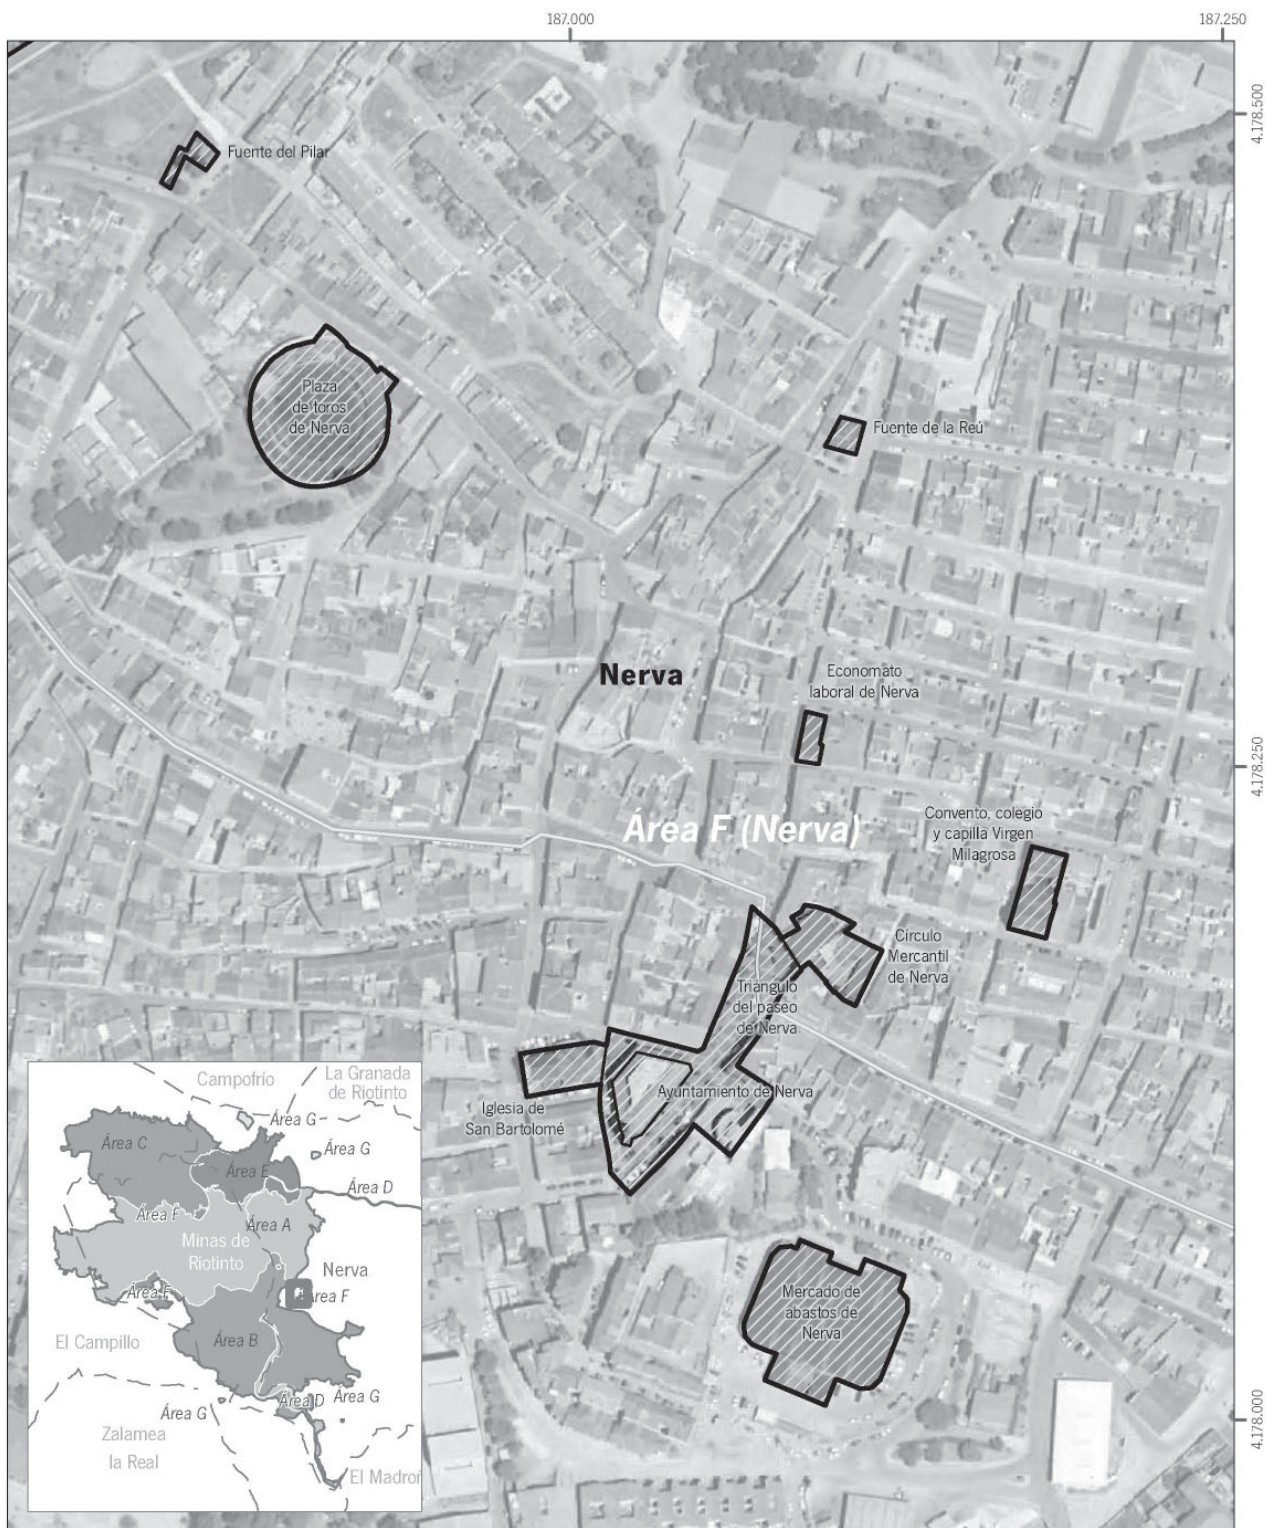 187.000
187.250
4.178.500
Fuente del Pilar
Plaza
de toros
de Nerva
Fuente de la Reú
Nerva
Economato
laboral de Nerva
4.178.250
Área F (Nerva)
Convento, colegio
y capilla Virgen
Milagrosa
Círculo
Mercantil
de Nerva
Triángulo
del paseo
de Nerva
Ayuntamiento de Nerva
Iglesia de
San Bartolomé
Mercado de
abastos de
Nerva
4.178.000
Campofrío
La Granada
de Riotinto
Área G
Área C
Área G
Área E
Área D
Área F
Área A
Minas de
Riotinto
Nerva
Área F
Área F
El Campillo
Área B
Área D
Área G
Área G
Zalamea
la Real
El Madroñ